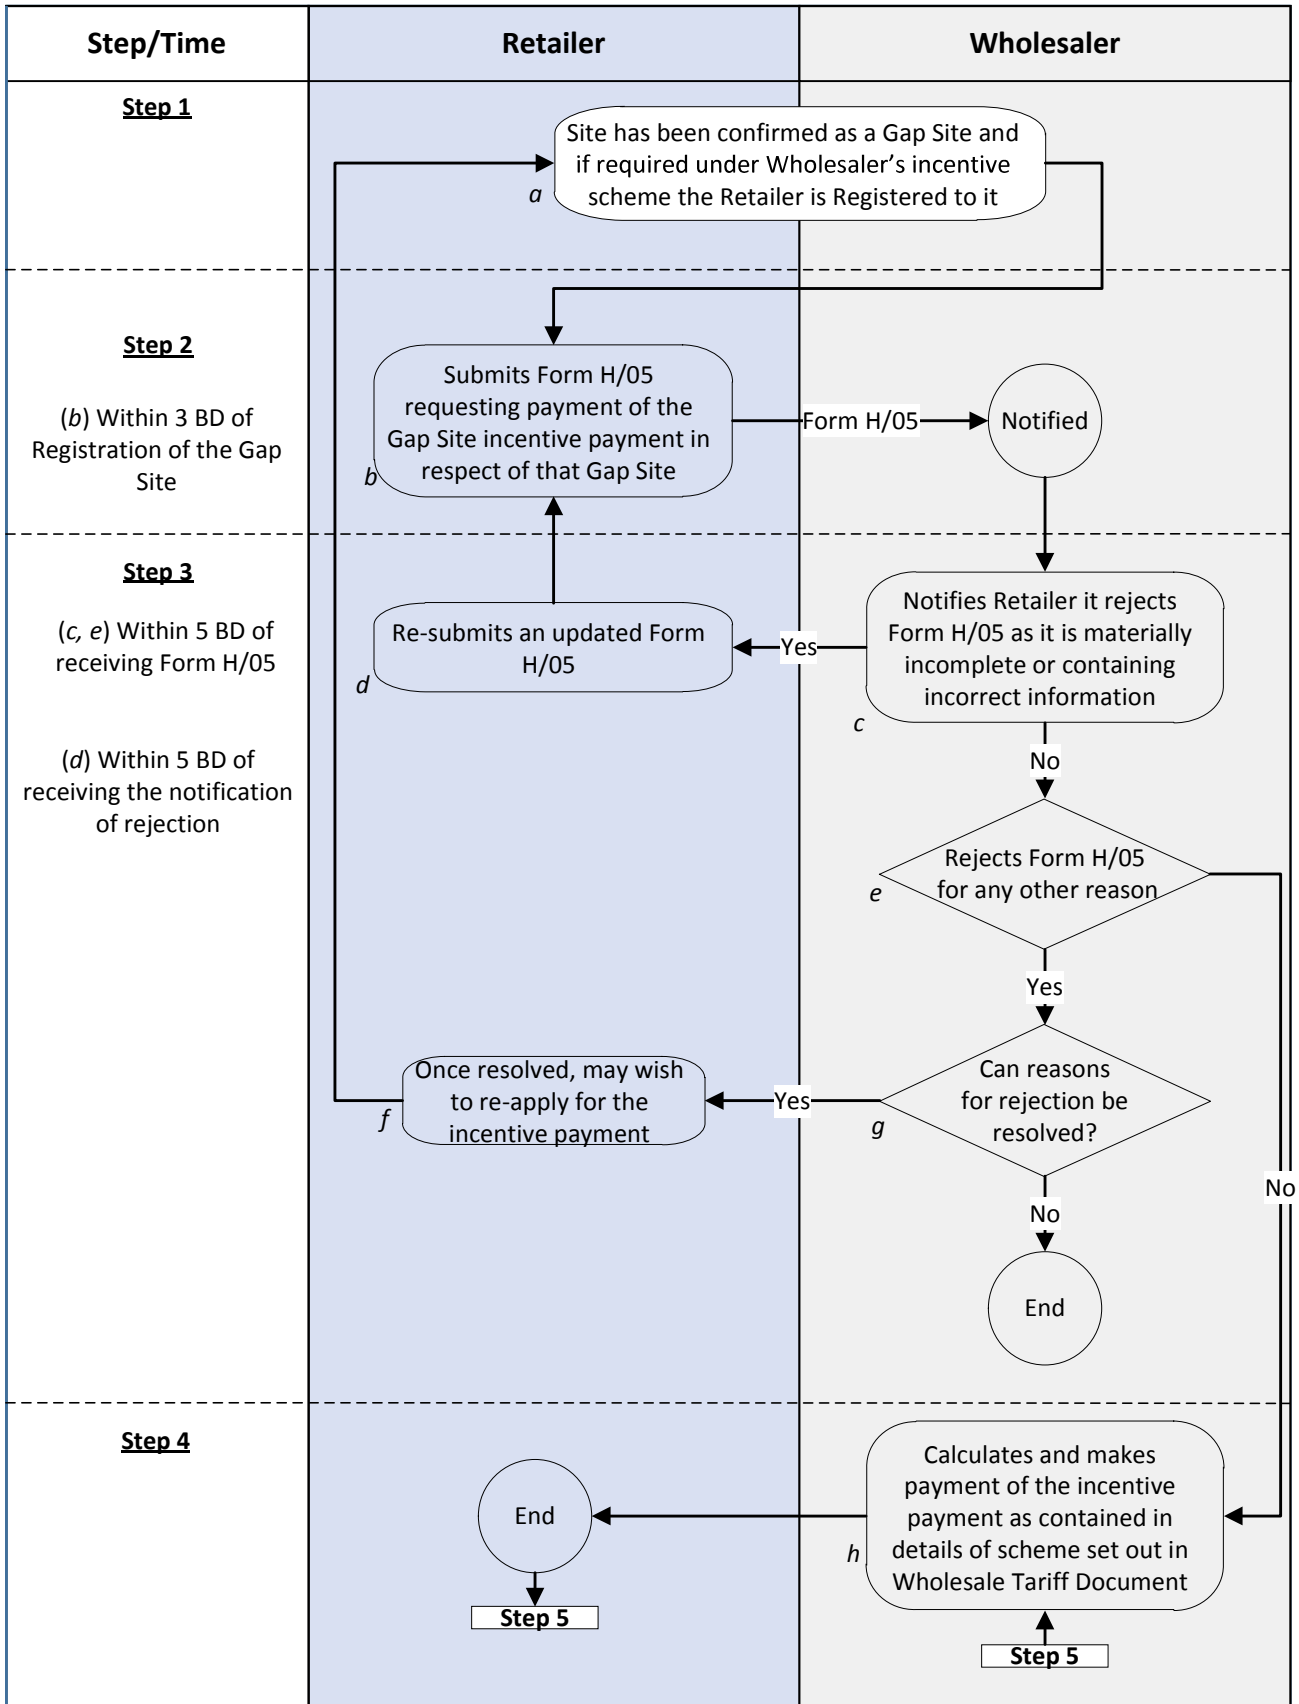 Step/Time
Retailer
Wholesaler
Step 1
Site has been confirmed as a Gap Site and
if required under Wholesaler’s incentive
scheme the Retailer is Registered to it
a
Step 2
(b) Within 3 BD of
Registration of the Gap
Site
Submits Form H/05
requesting payment of the
Gap Site incentive payment in
respect of that Gap Site
b
Form H/05
Notified
Step 3
(c, e) Within 5 BD of
receiving Form H/05
(d) Within 5 BD of
receiving the notification
of rejection
Notifies Retailer it rejects
Form H/05 as it is materially
incomplete or containing
incorrect information
c
Yes
Re-submits an updated Form
H/05
d
No
Rejects Form H/05
for any other reason
e
Yes
No
Can reasons
for rejection be
resolved?
g
Yes
Once resolved, may wish
to re-apply for the
incentive payment
f
No
End
Step 4
Calculates and makes
payment of the incentive
payment as contained in
details of scheme set out in
Wholesale Tariff Document
h
End
Step 5
Step 5